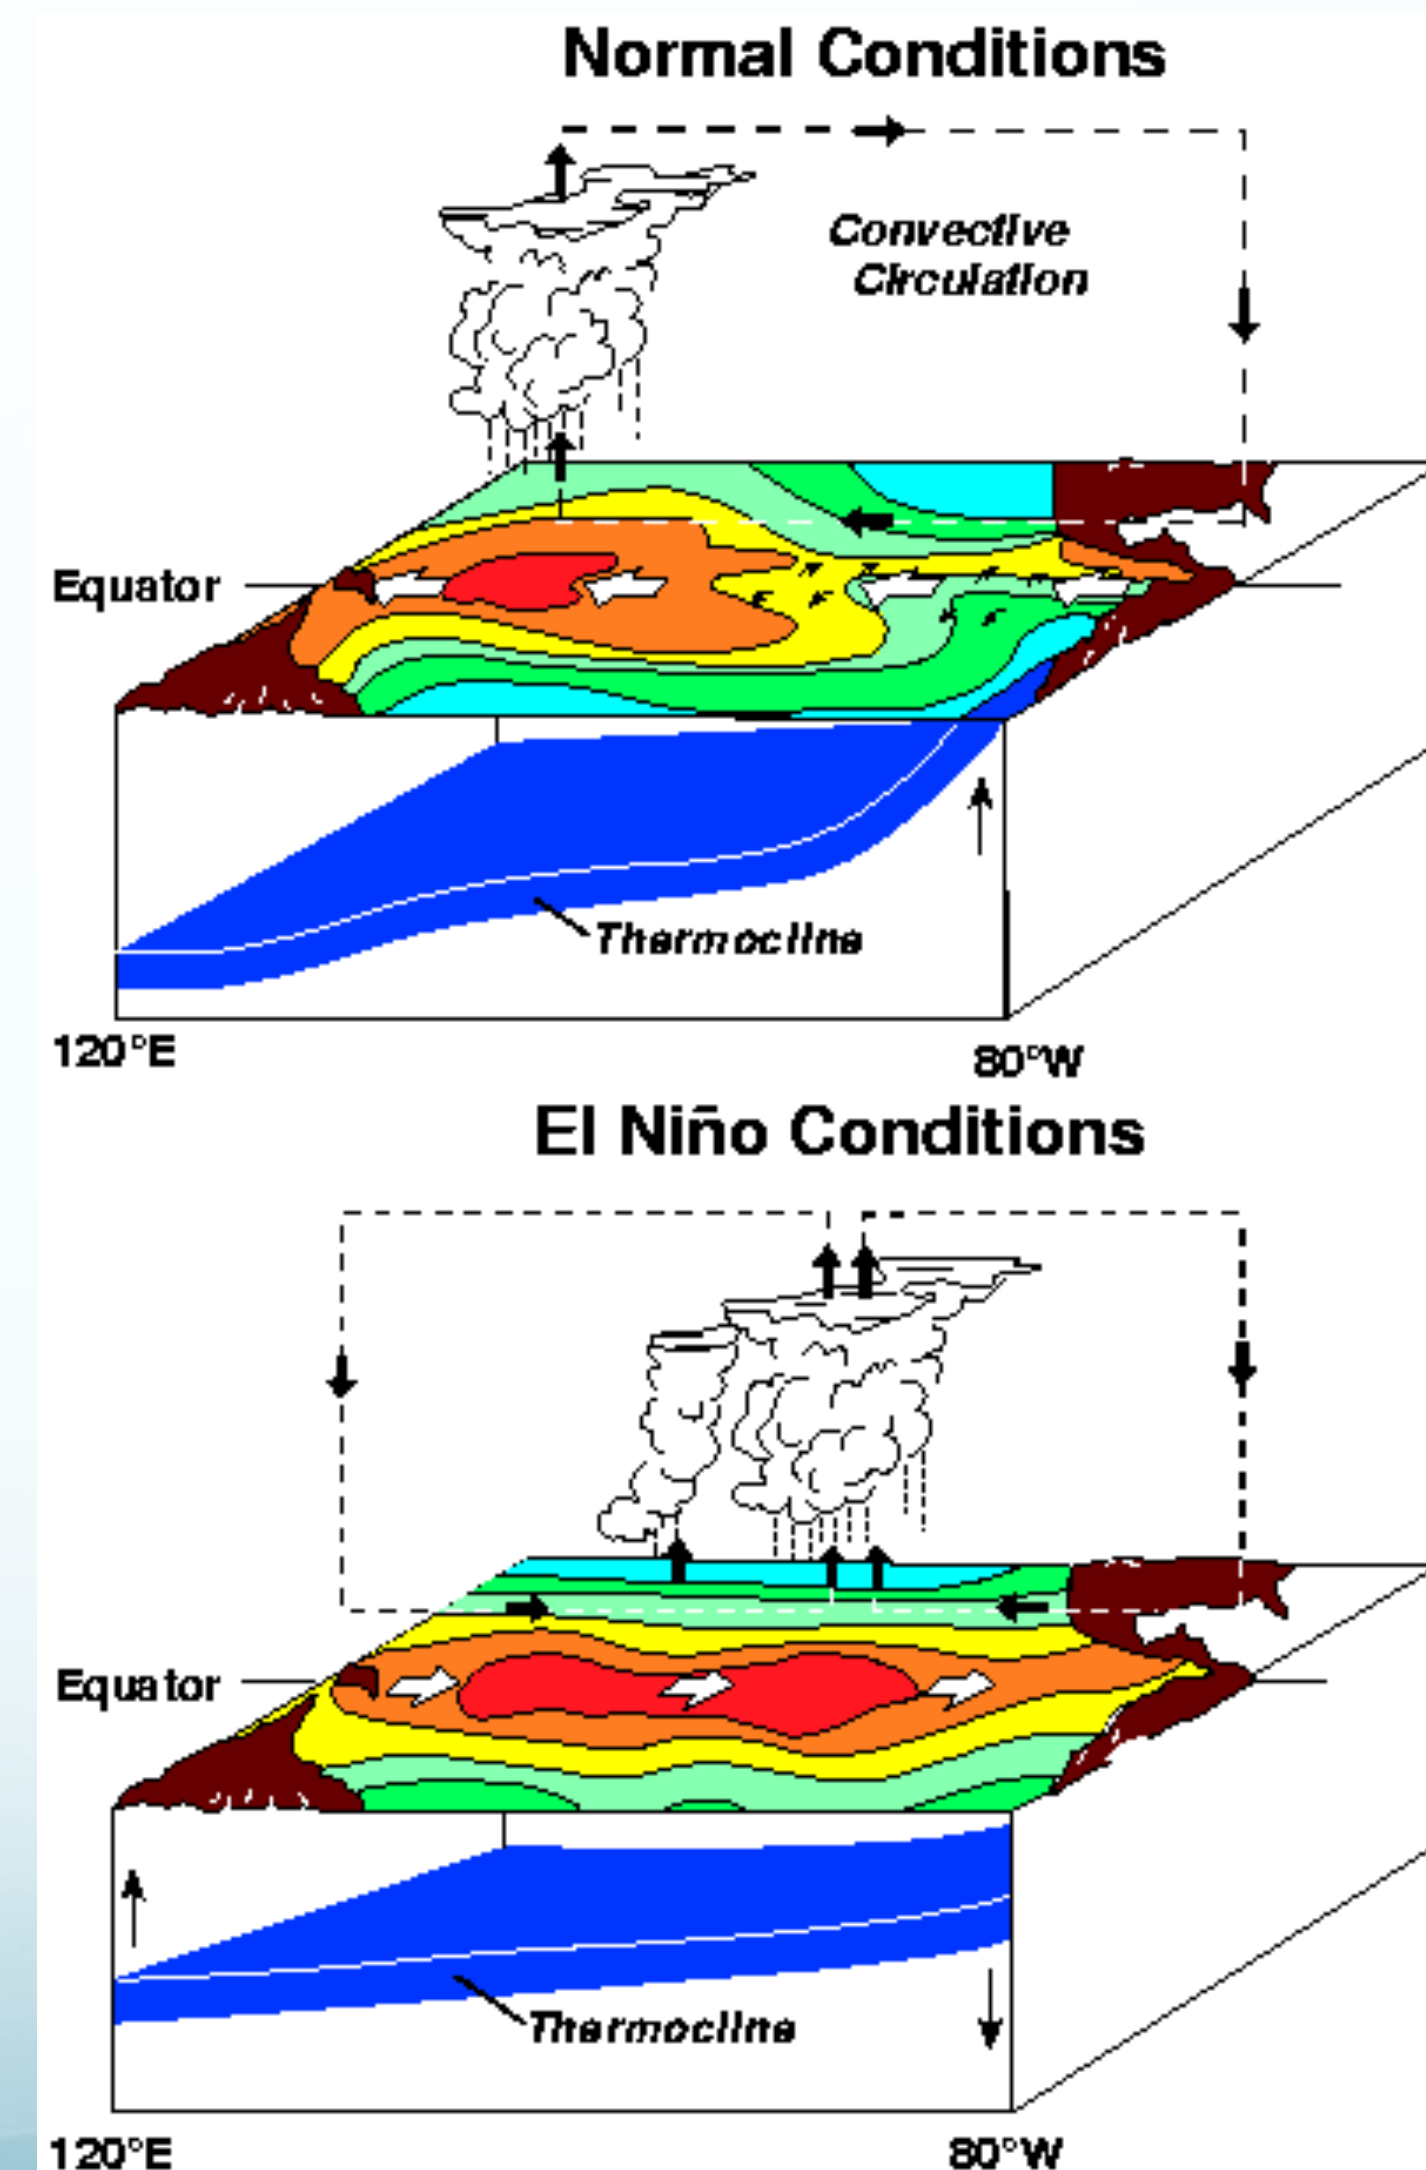 Normal Conditions
Convective
Circulation
Equator
Thermocline
120°E
80°W
El Niño Conditions
Equator
Thermocline
120°E
80°W